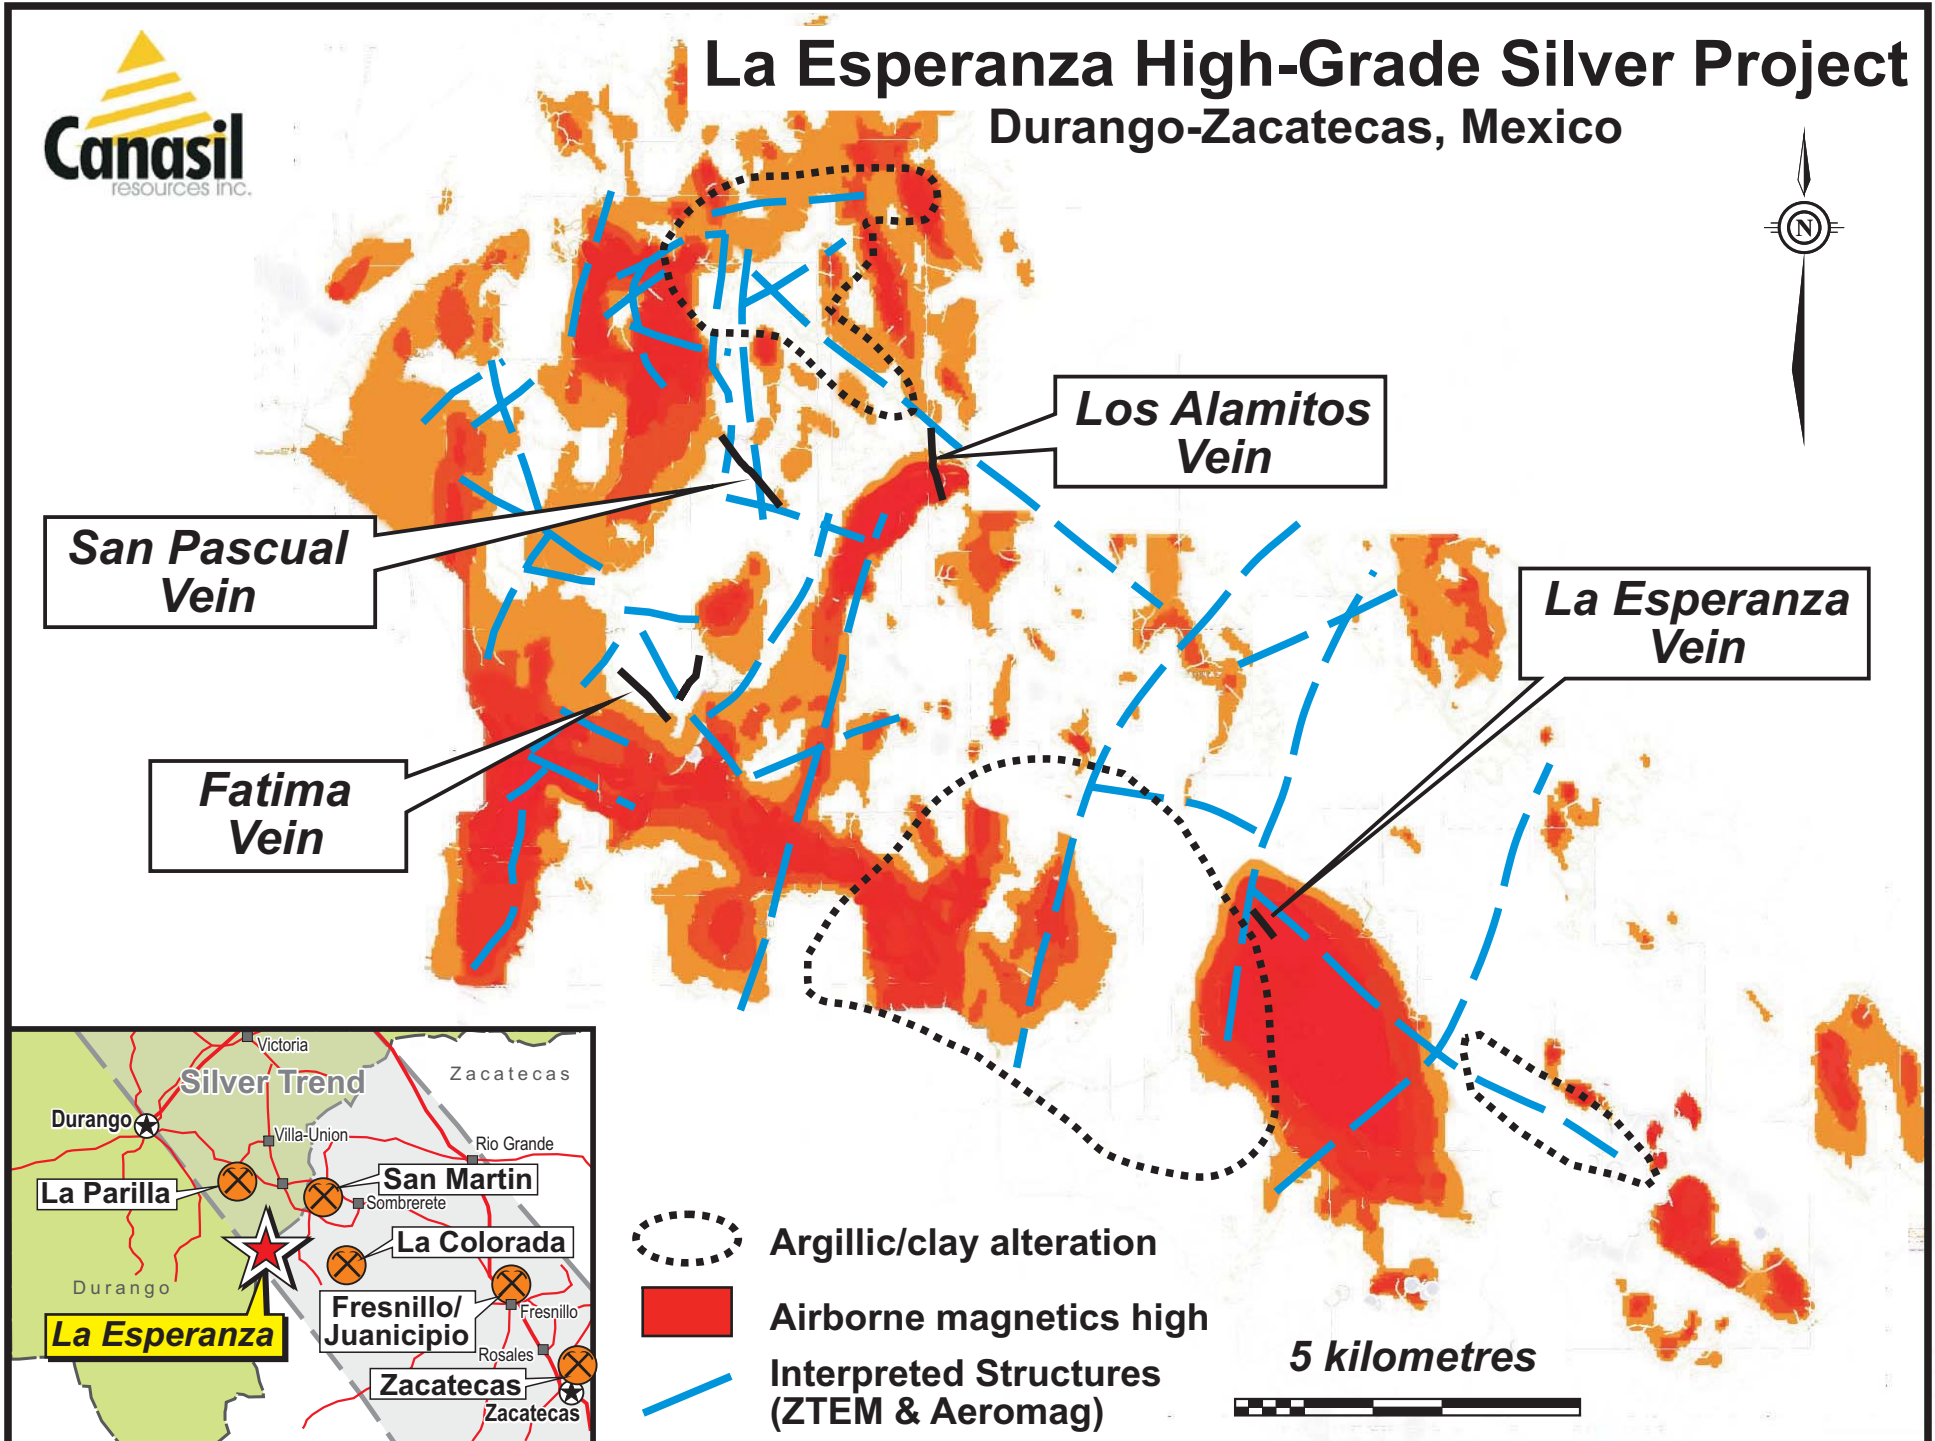 La Esperanza High-Grade Silver Project
Durango-Zacatecas, Mexico
Canasil
resources inc.
N
Los Alamitos
Vein
San Pascual
Vein
La Esperanza
Vein
Fatima
Vein
Victoria
Silver Trend
Zacatecas
Durango
Villa-Union
Rio Grande
La Parilla
San Martin
Sombrerete
La Colorada
Durango
Fresnillo/
Juanicipio
Fresnillo
La Esperanza
Rosales
Zacatecas
Zacatecas
Argillic/clay alteration
Airborne magnetics high
Interpreted Structures
(ZTEM & Aeromag)
5 kilometres